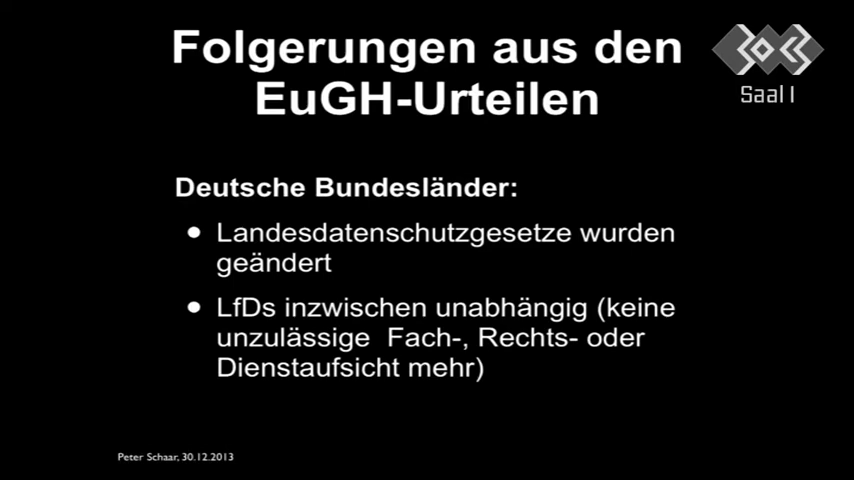 Folgerungen aus den
EuGH-Urteilen
Saal 1
Deutsche Bundesländer:
● Landesdatenschutzgesetze wurden
geändert
● LfDs inzwischen unabhängig (keine
unzulässige Fach-, Rechts- oder
Dienstaufsicht mehr)
Peter Schaar, 30.12.2013